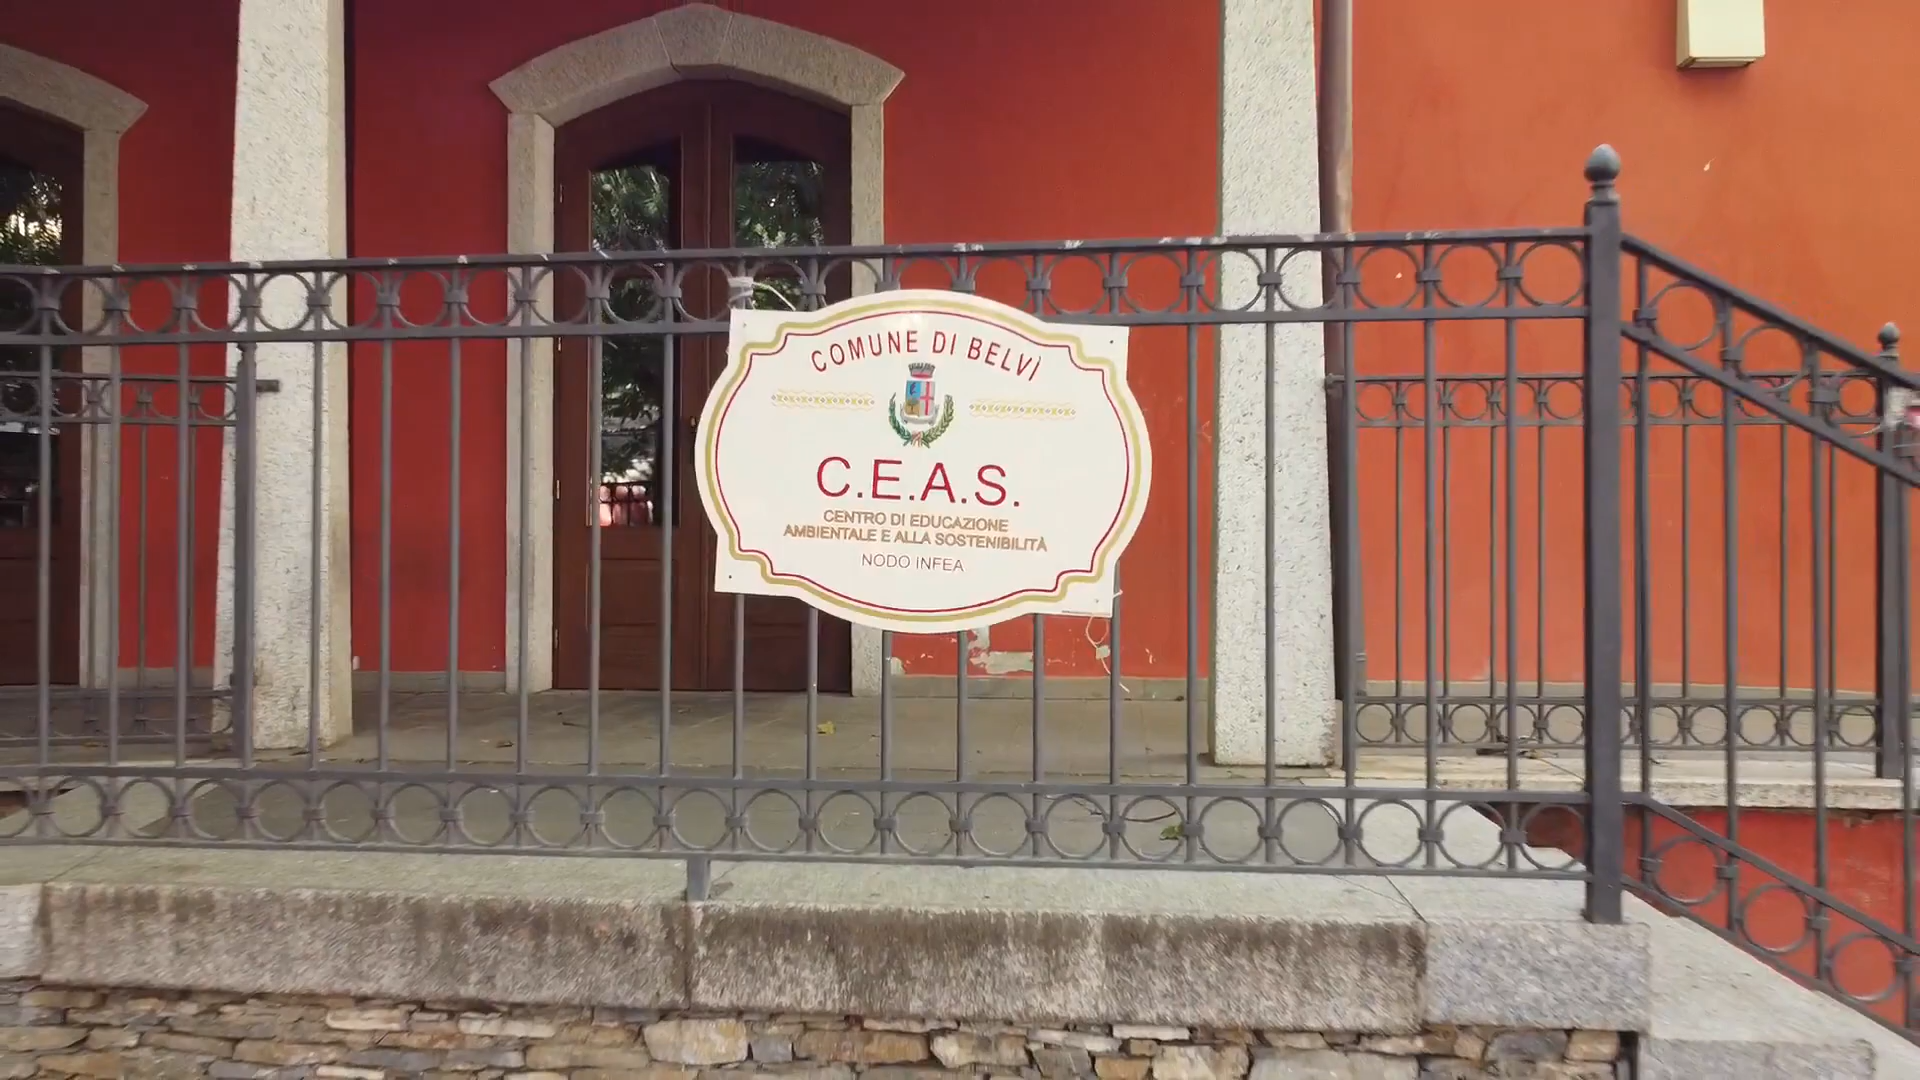 COMUNE DI BELVÌ
C.E.A.S.
CENTRO DI EDUCAZIONE
AMBIENTALE E ALLA SOSTENIBILITÀ
NODO INFEA